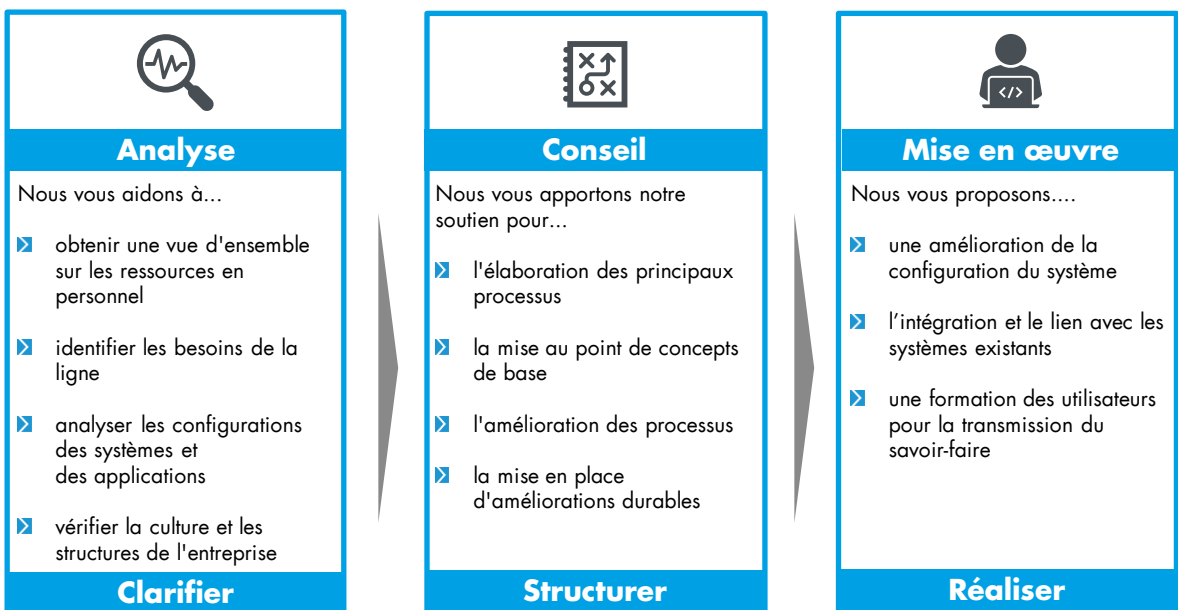 Analyse
Nous vous aidons à...
obtenir une vue d'ensemble
sur les ressources en
personnel
identifier les besoins de la
ligne
analyser les configurations
des systèmes et
des applications
vérifier la culture et les
structures de l'entreprise
Clarifier
Conseil
Nous vous apportons notre
soutien pour...
l'élaboration des principaux
processus
la mise au point de concepts
de base
l'amélioration des processus
la mise en place
d'améliorations durables
Structurer
</>
Mise en œuvre
Nous vous proposons....
une amélioration de la
configuration du système
l’intégration et le lien avec les
systèmes existants
une formation des utilisateurs
pour la transmission du
savoir-faire
Réaliser